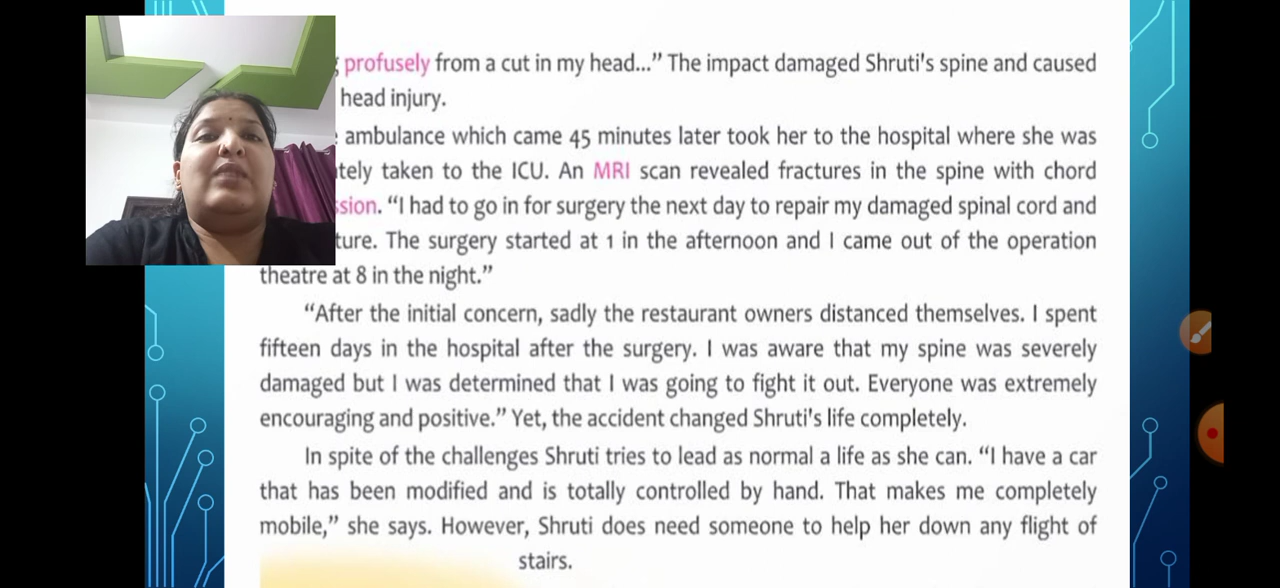 profusely from a cut in my head...” The impact damaged Shruti's spine and caused
head injury.
ambulance which came 45 minutes later took her to the hospital where she was
tely taken to the ICU. An MRI scan revealed fractures in the spine with chord
ssion. “I had to go in for surgery the next day to repair my damaged spinal cord and
ture. The surgery started at 1 in the afternoon and I came out of the operation
theatre at 8 in the night.”
“After the initial concern, sadly the restaurant owners distanced themselves. I spent
fifteen days in the hospital after the surgery. I was aware that my spine was severely
damaged but I was determined that I was going to fight it out. Everyone was extremely
encouraging and positive.” Yet, the accident changed Shruti's life completely.
In spite of the challenges Shruti tries to lead as normal a life as she can. “I have a car
that has been modified and is totally controlled by hand. That makes me completely
mobile,” she says. However, Shruti does need someone to help her down any flight of
stairs.